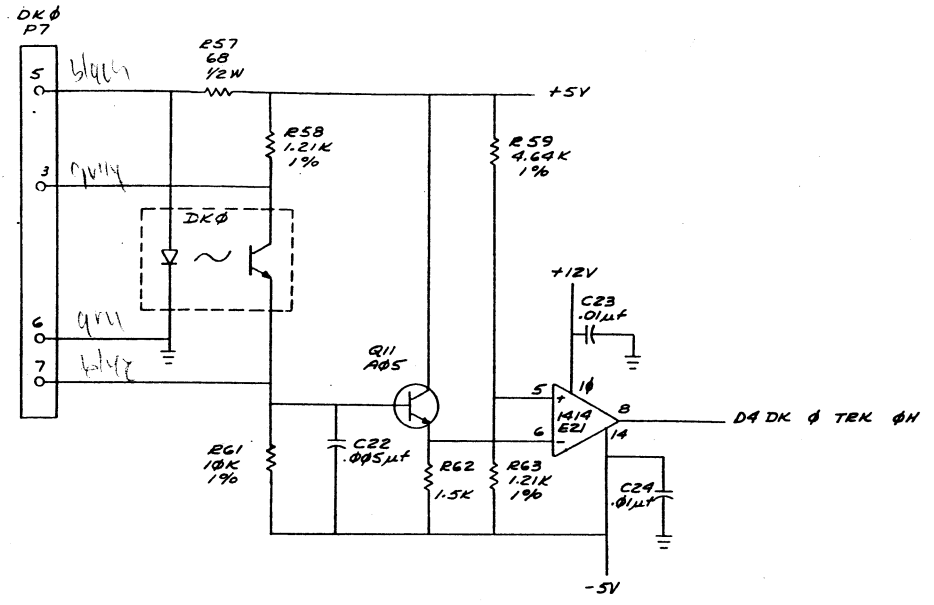 DKØ
P7
R57
68
1/2W
5
+5V
R58
1.21K
1%
R59
4.64K
1%
3
DKØ
+12V
C23
.01µf
6
Q11
AØ5
7
5 +
1Ø
1414
E21
8
D4 DK Ø TRK ØH
6 -
14
R61
10K
1%
C22
.ØØ5µf
R62
1.5K
R63
1.21K
1%
C24
.Ø1µf
-5V